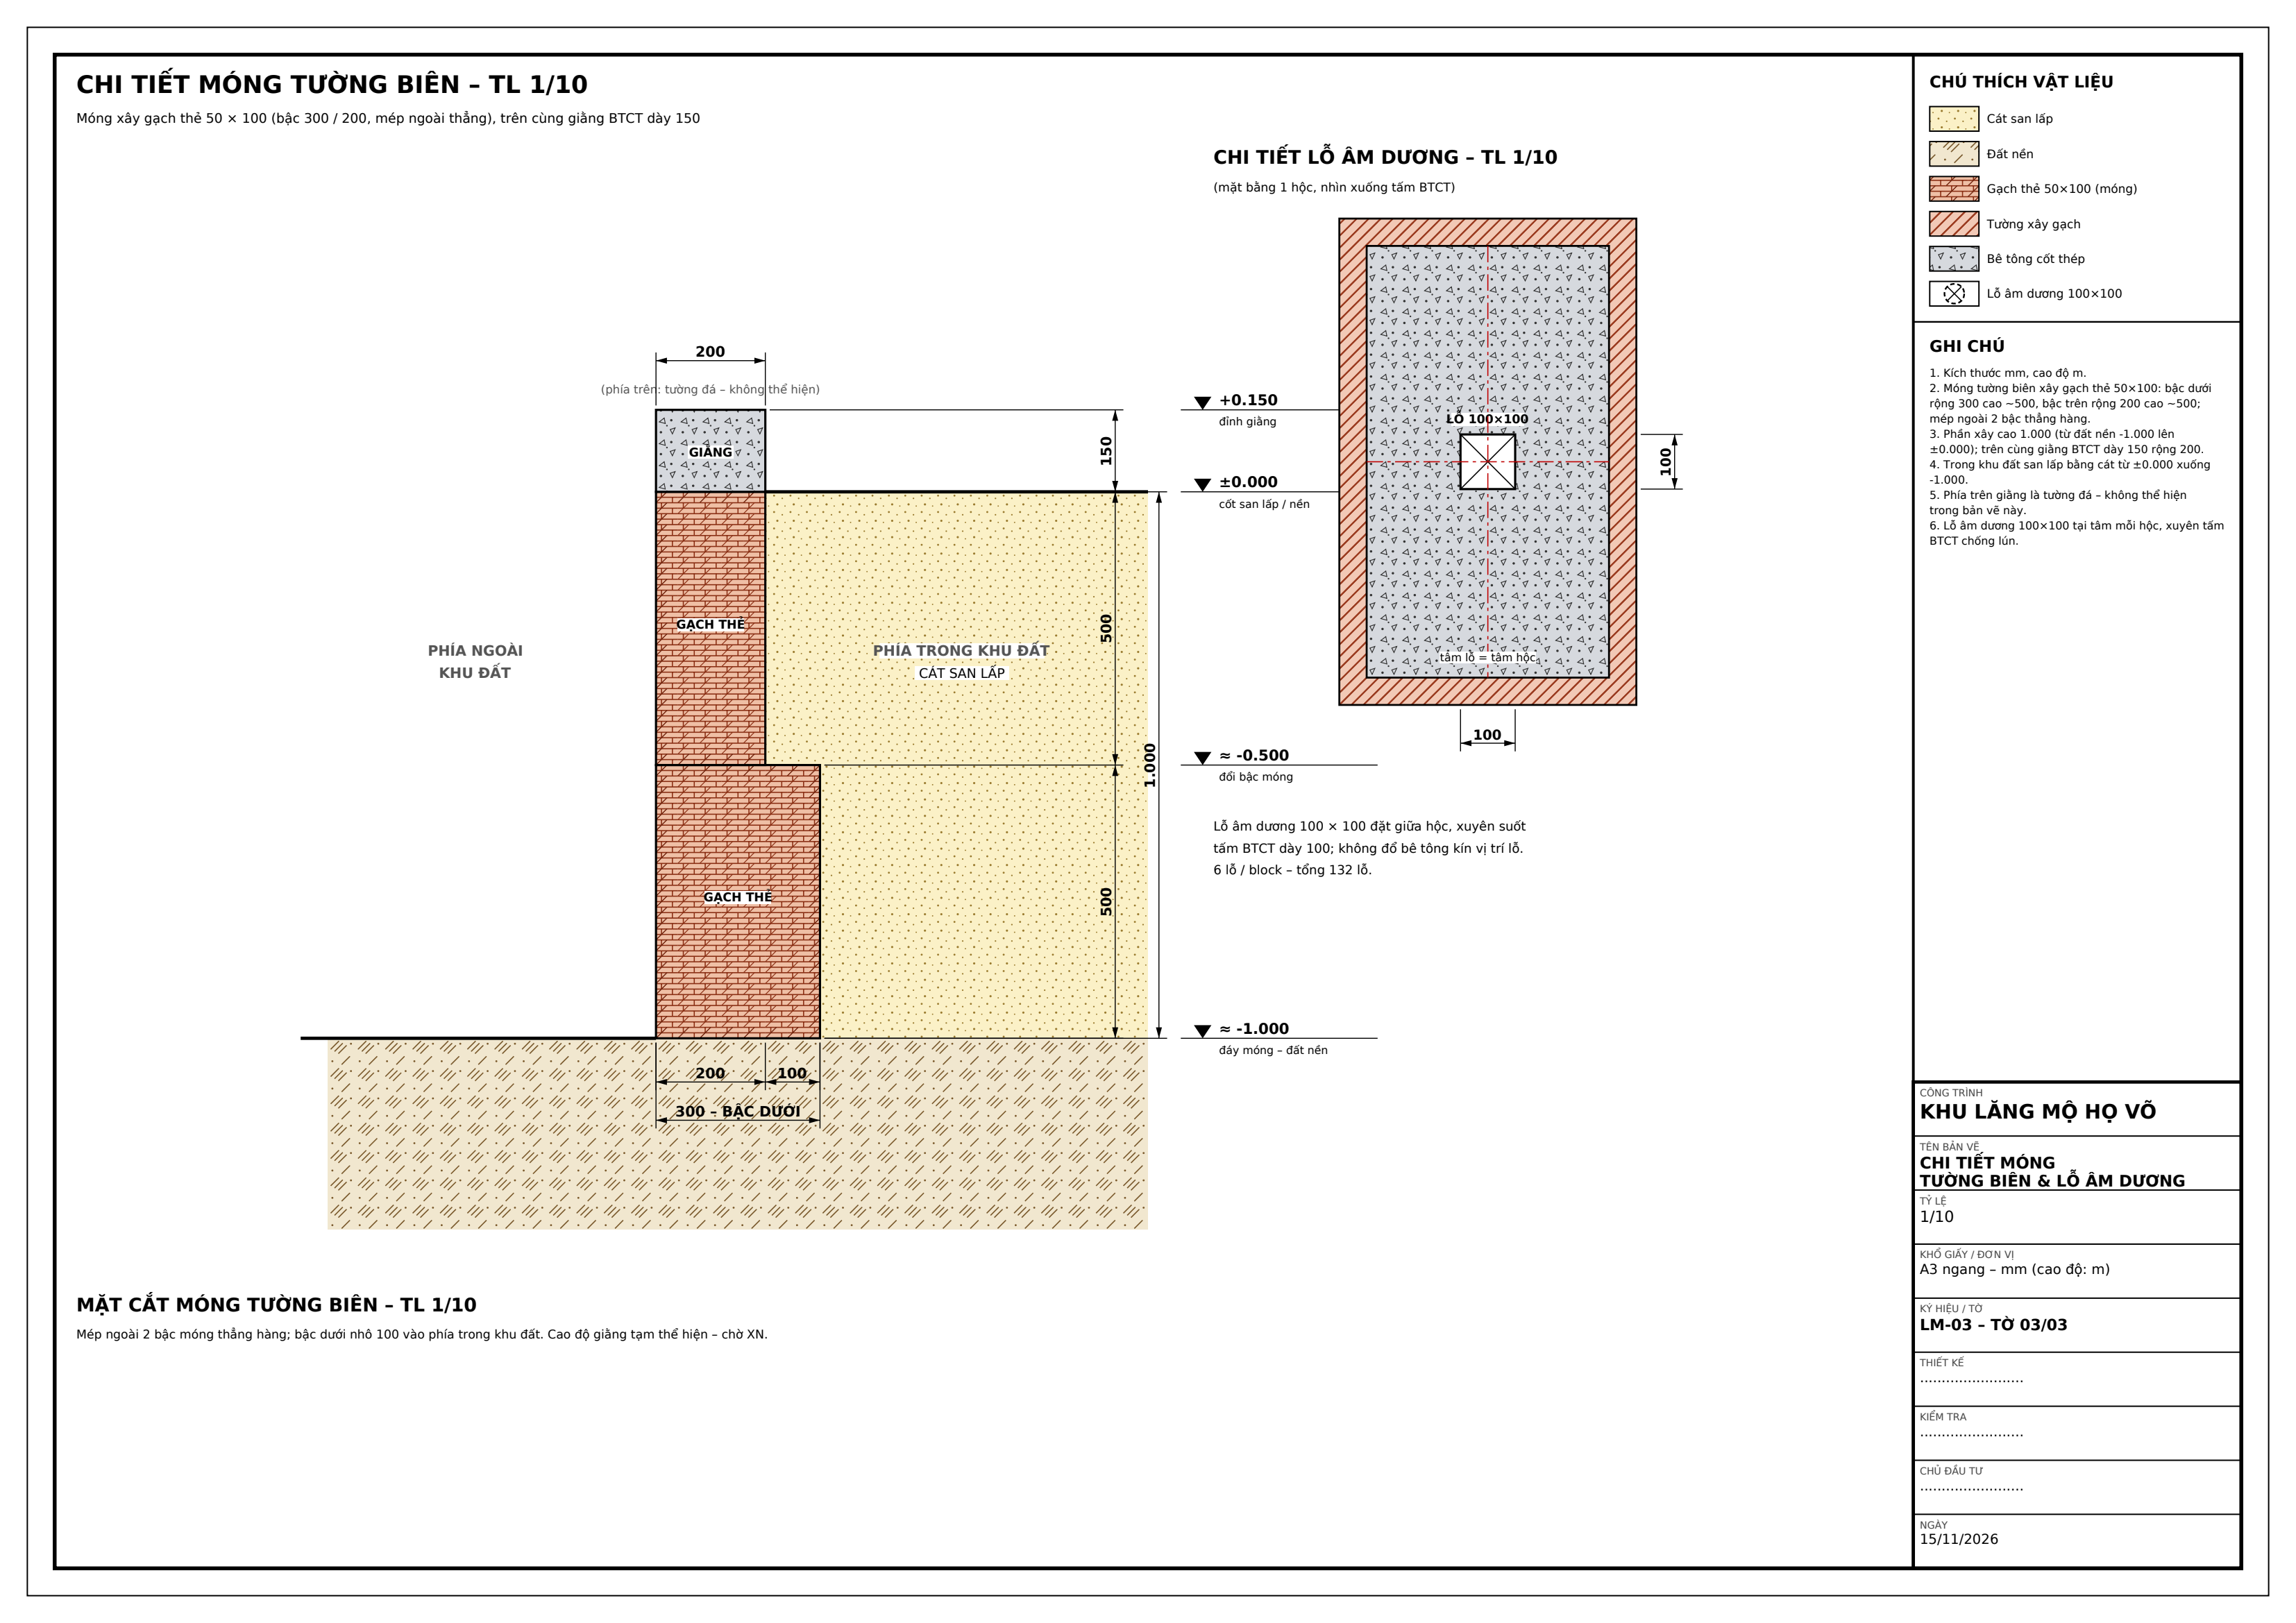 CHI TIẾT MÓNG TƯỜNG BIÊN – TL 1/10
Móng xây gạch thẻ 50 × 100 (bậc 300 / 200, mép ngoài thẳng), trên cùng giằng BTCT dày 150
CHI TIẾT LỖ ÂM DƯƠNG – TL 1/10
(mặt bằng 1 hộc, nhìn xuống tấm BTCT)
200
(phía trên: tường đá – không thể hiện)
GIẰNG
150
GẠCH THẺ
500
PHÍA NGOÀI
KHU ĐẤT
PHÍA TRONG KHU ĐẤT
CÁT SAN LẤP
1.000
GẠCH THẺ
500
200
100
300 – BẬC DƯỚI
+0.150
đỉnh giằng
±0.000
cốt san lấp / nền
≈ -0.500
đổi bậc móng
≈ -1.000
đáy móng – đất nền
LỖ 100×100
100
tâm lỗ = tâm hộc
100
Lỗ âm dương 100 × 100 đặt giữa hộc, xuyên suốt
tấm BTCT dày 100; không đổ bê tông kín vị trí lỗ.
6 lỗ / block – tổng 132 lỗ.
MẶT CẮT MÓNG TƯỜNG BIÊN – TL 1/10
Mép ngoài 2 bậc móng thẳng hàng; bậc dưới nhô 100 vào phía trong khu đất. Cao độ giằng tạm thể hiện – chờ XN.
CHÚ THÍCH VẬT LIỆU
Cát san lấp
Đất nền
Gạch thẻ 50×100 (móng)
Tường xây gạch
Bê tông cốt thép
Lỗ âm dương 100×100
GHI CHÚ
1. Kích thước mm, cao độ m.
2. Móng tường biên xây gạch thẻ 50×100: bậc dưới
rộng 300 cao ~500, bậc trên rộng 200 cao ~500;
mép ngoài 2 bậc thẳng hàng.
3. Phần xây cao 1.000 (từ đất nền -1.000 lên
±0.000); trên cùng giằng BTCT dày 150 rộng 200.
4. Trong khu đất san lấp bằng cát từ ±0.000 xuống
-1.000.
5. Phía trên giằng là tường đá – không thể hiện
trong bản vẽ này.
6. Lỗ âm dương 100×100 tại tâm mỗi hộc, xuyên tấm
BTCT chống lún.
CÔNG TRÌNH
KHU LĂNG MỘ HỌ VÕ
TÊN BẢN VẼ
CHI TIẾT MÓNG
TƯỜNG BIÊN & LỖ ÂM DƯƠNG
TỶ LỆ
1/10
KHỔ GIẤY / ĐƠN VỊ
A3 ngang – mm (cao độ: m)
KÝ HIỆU / TỜ
LM-03 – TỜ 03/03
THIẾT KẾ
........................
KIỂM TRA
........................
CHỦ ĐẦU TƯ
........................
NGÀY
15/11/2026